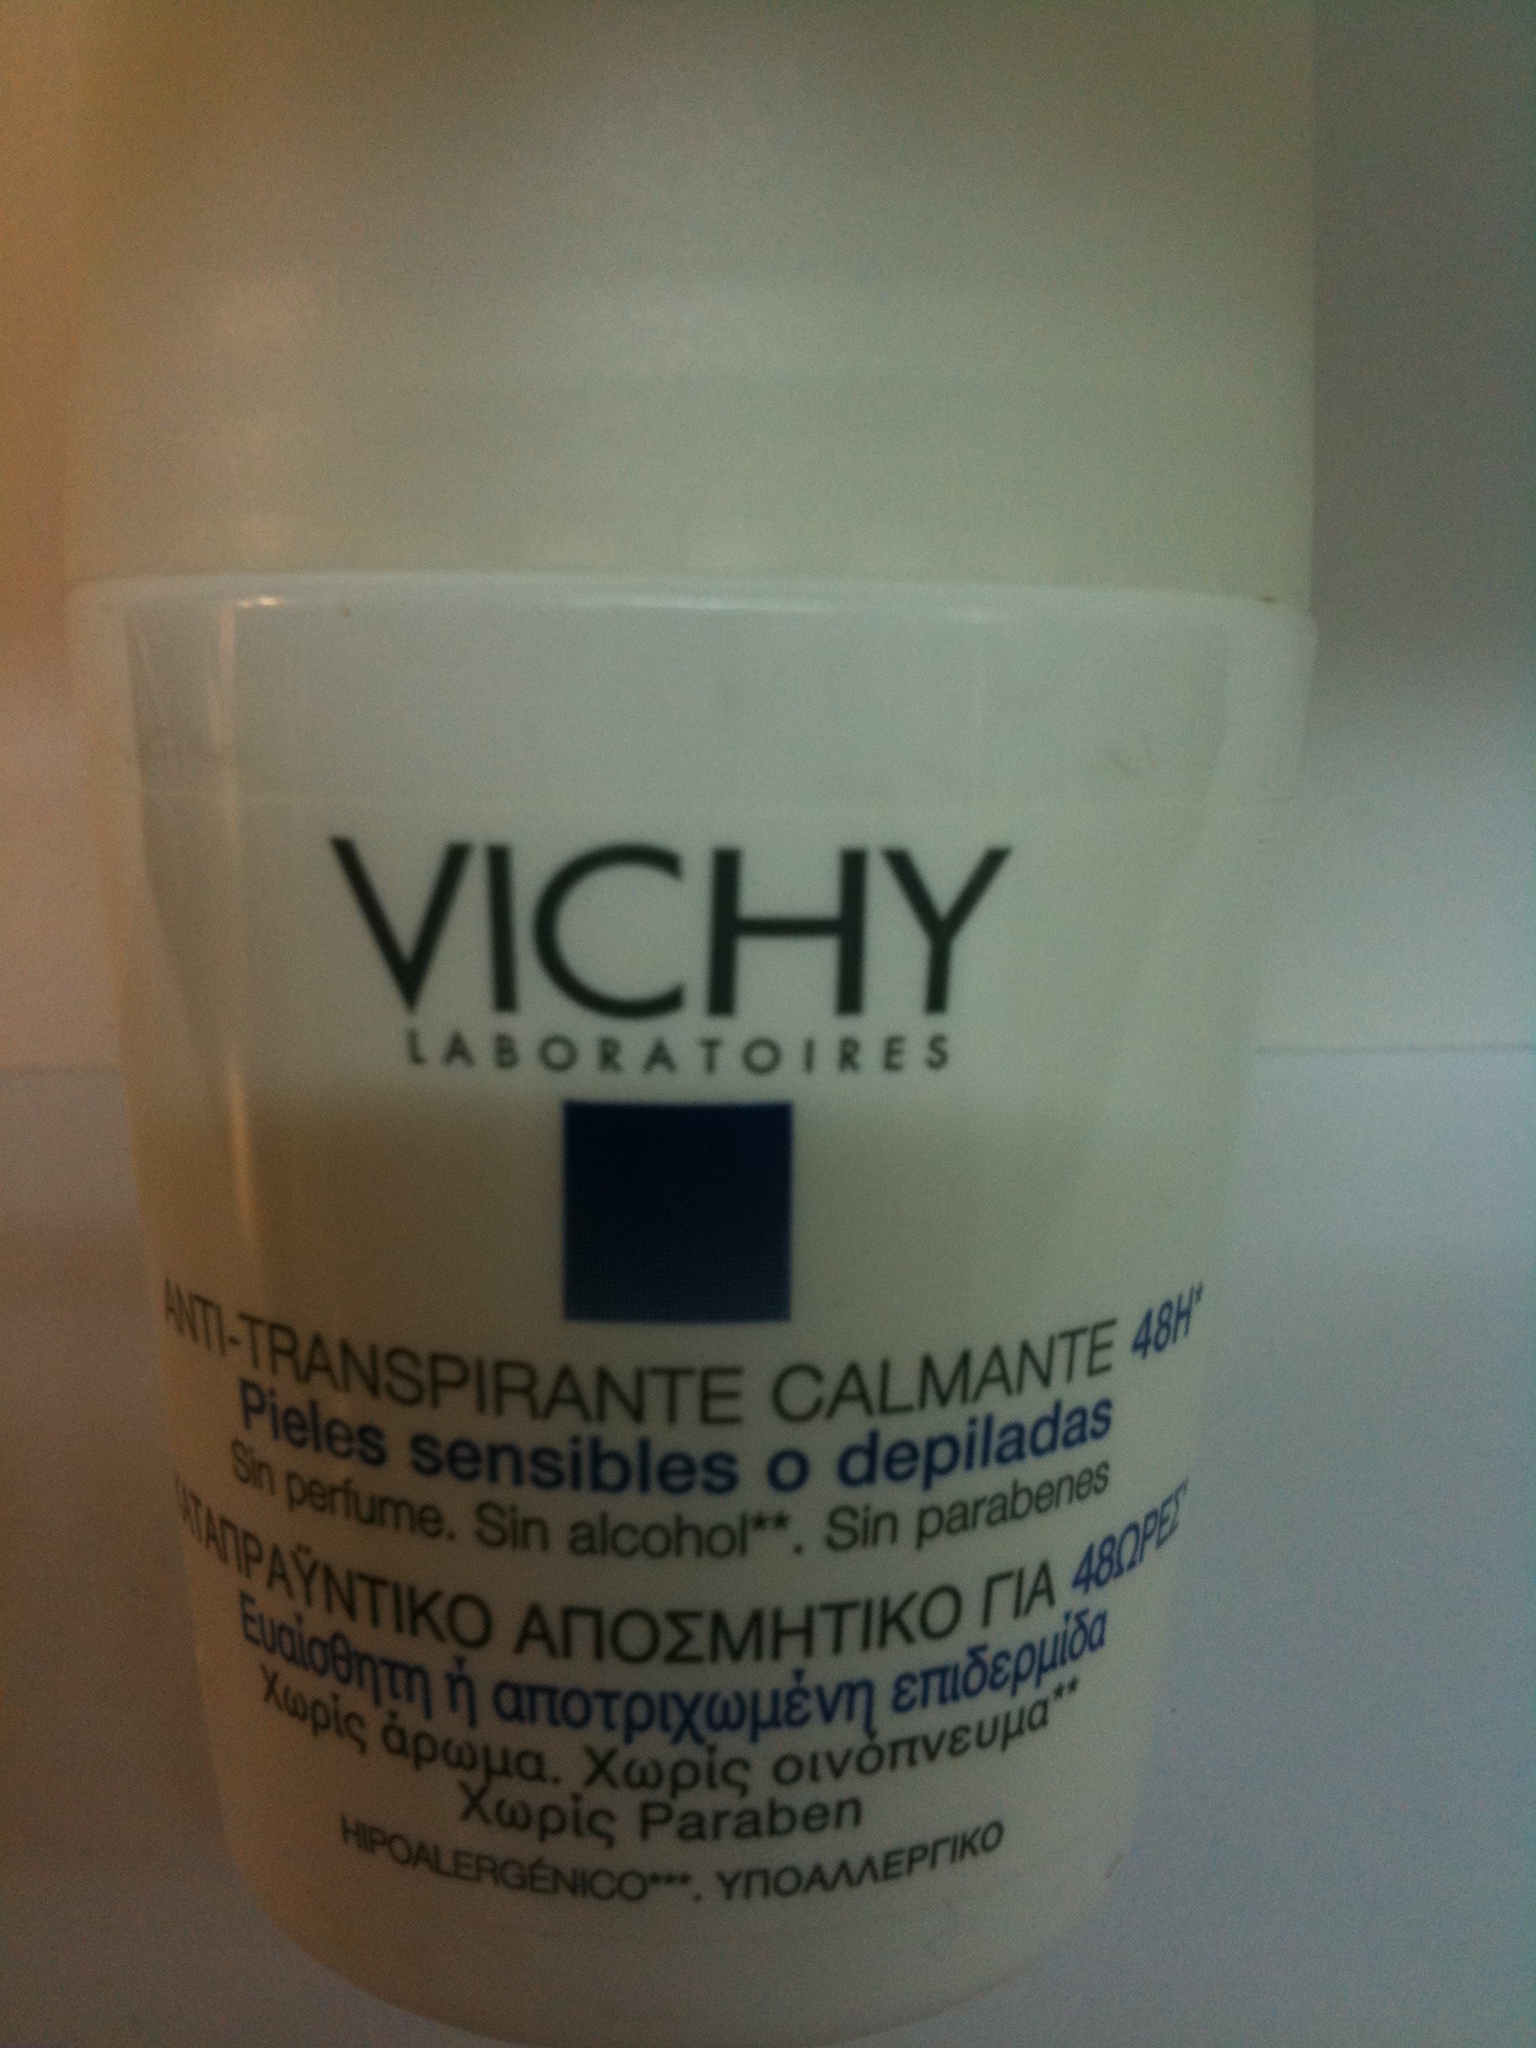 VICHY
LABORATOIRES
ANTI-TRANSPIRANTE CALMANTE 48H*
Pieles sensibles o depiladas
Sin perfume. Sin alcohol**. Sin parabenes
ΚΑΤΑΠΡΑΫΝΤΙΚΟ ΑΠΟΣΜΗΤΙΚΟ ΓΙΑ 48ΩΡΕΣ*
Ευαίσθητη ή αποτριχωμένη επιδερμίδα
Χωρίς άρωμα. Χωρίς οινόπνευμα**
Χωρίς Paraben
HIPOALERGÉNICO***. ΥΠΟΑΛΛΕΡΓΙΚΟ